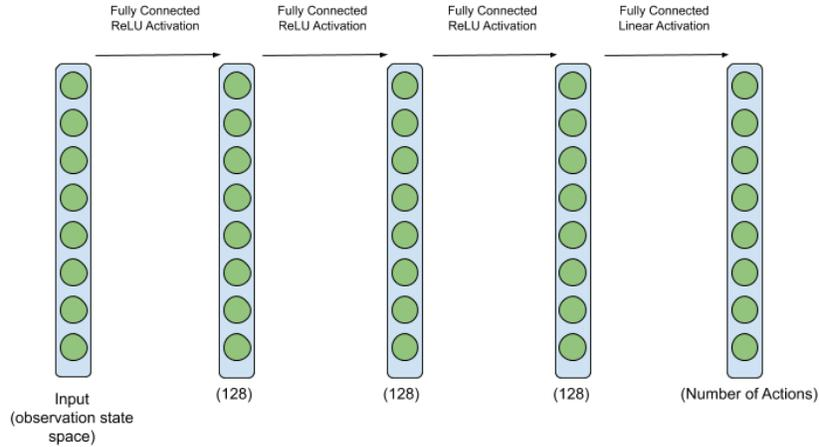 Fully Connected
ReLU Activation
Fully Connected
ReLU Activation
Fully Connected
ReLU Activation
Fully Connected
Linear Activation
Input
(observation state
space)
(128)
(128)
(128)
(Number of Actions)